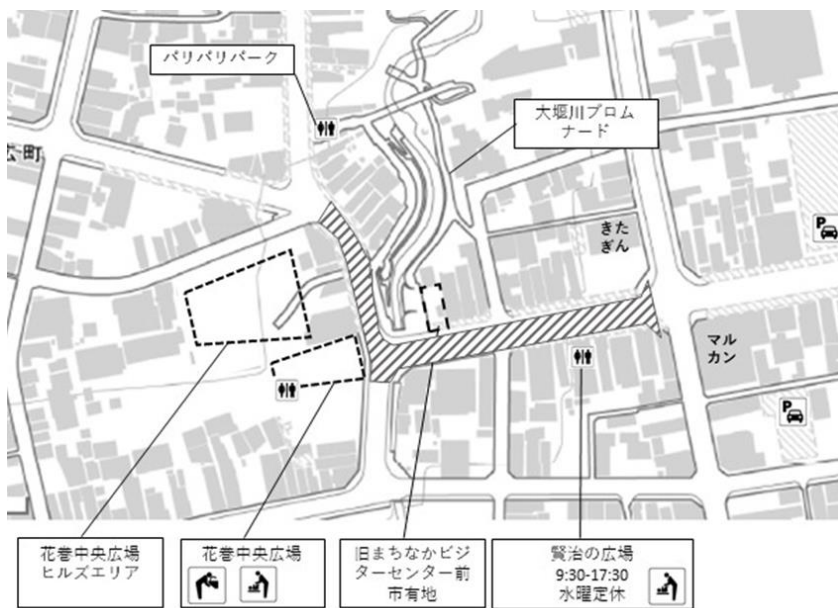 パリパリパーク
大堰川プロム
ナード
広町
きた
ぎん
P
マル
カン
P
花巻中央広場
ヒルズエリア
花巻中央広場
旧まちなかビジ
ターセンター前
市有地
賢治の広場
9:30-17:30
水曜定休